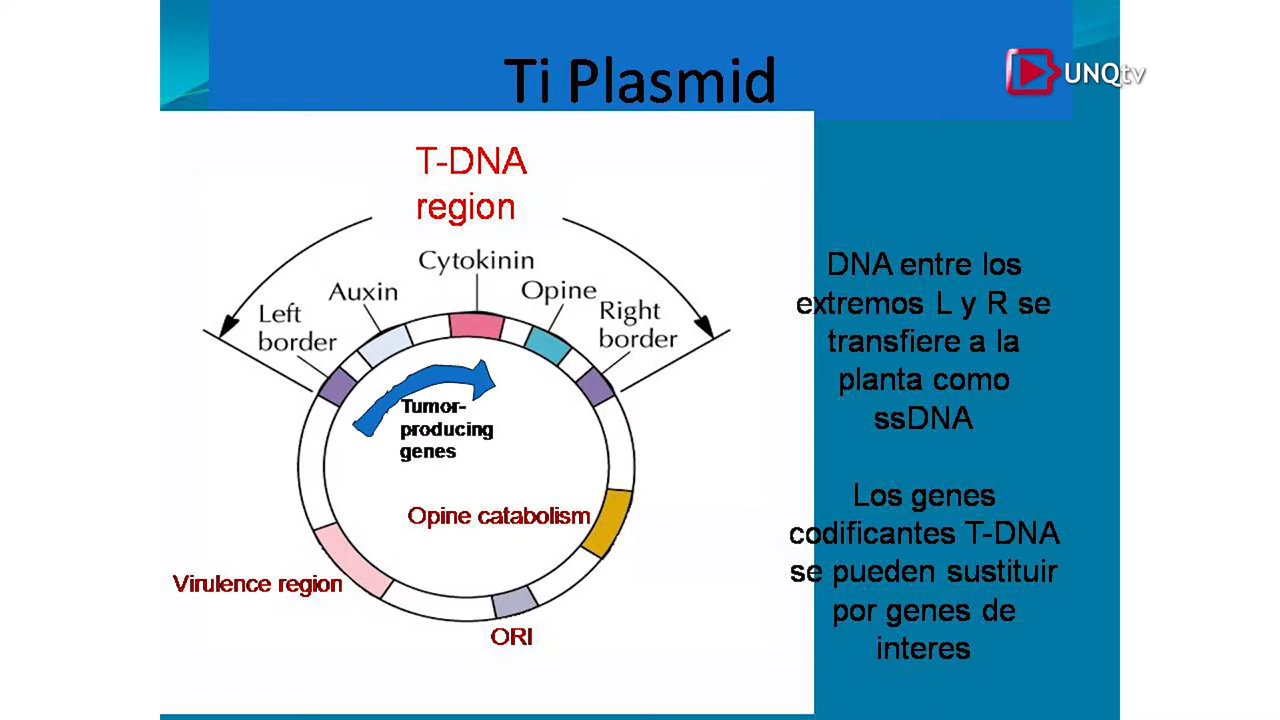 Ti Plasmid
UNQtv
T-DNA
region
Cytokinin
Auxin
Opine
Left
border
Right
border
Tumor-
producing
genes
Opine catabolism
Virulence region
ORI
DNA entre los
extremos L y R se
transfiere a la
planta como
ssDNA
Los genes
codificantes T-DNA
se pueden sustituir
por genes de
interes